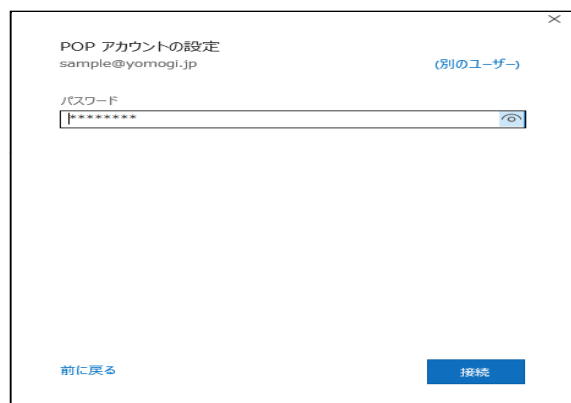 POP アカウントの設定
sample@yomogi.jp (別のユーザー)
パスワード
********
前に戻る 接続